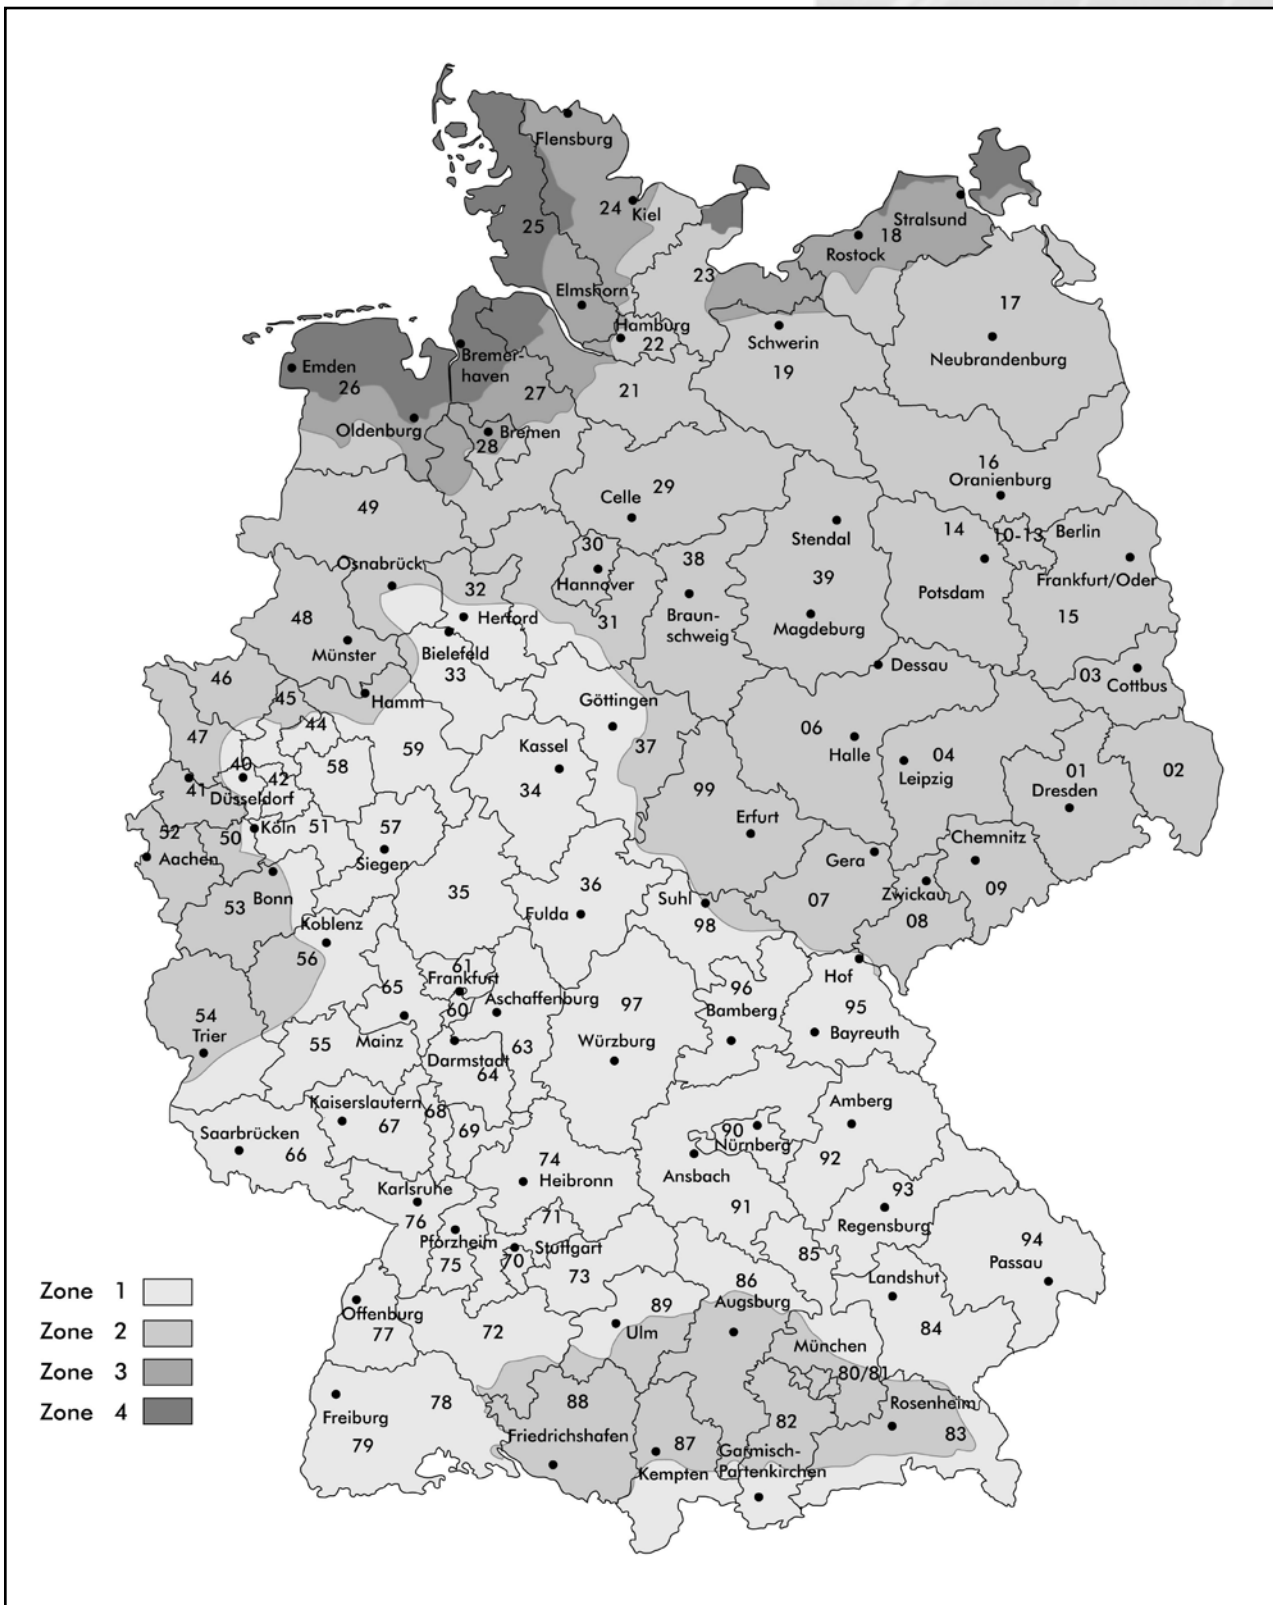 Flensburg
24
Kiel
25
Stralsund
18
Rostock
23
Elmshorn
17
Hamburg
22
Schwerin
Neubrandenburg
Bremer-
haven
Emden
26
27
21
19
Oldenburg
Bremen
28
16
Oranienburg
29
Celle
49
14
10-13
Berlin
Stendal
30
38
Osnabrück
Hannover
39
Frankfurt/Oder
32
Potsdam
48
Herford
31
Braun-
schweig
Magdeburg
15
Münster
Bielefeld
33
Dessau
03
Cottbus
46
45
Hamm
Göttingen
44
47
59
Kassel
37
06
Halle
04
Leipzig
40
42
58
01
02
41
Düsseldorf
34
99
Dresden
52
50
Köln
51
57
Erfurt
Chemnitz
Aachen
Siegen
Gera
Zwickau
09
53
Bonn
35
36
Suhl
07
08
Koblenz
Fulda
98
56
61
Frankfurt
Hof
65
60
Aschaffenburg
97
96
Bamberg
95
54
Trier
55
Mainz
Darmstadt
63
Würzburg
Bayreuth
64
Kaiserslautern
68
Amberg
67
69
90
Nürnberg
Saarbrücken
66
74
Ansbach
92
Karlsruhe
Heibronn
93
76
71
91
Regensburg
Pforzheim
Stuttgart
94
75
70
73
85
Passau
86
Landshut
Zone 1
Offenburg
89
Augsburg
Zone 2
77
72
Ulm
84
München
Zone 3
80/81
78
88
Rosenheim
Zone 4
Freiburg
82
79
Friedrichshafen
87
83
Kempten
Garmisch-
Partenkirchen